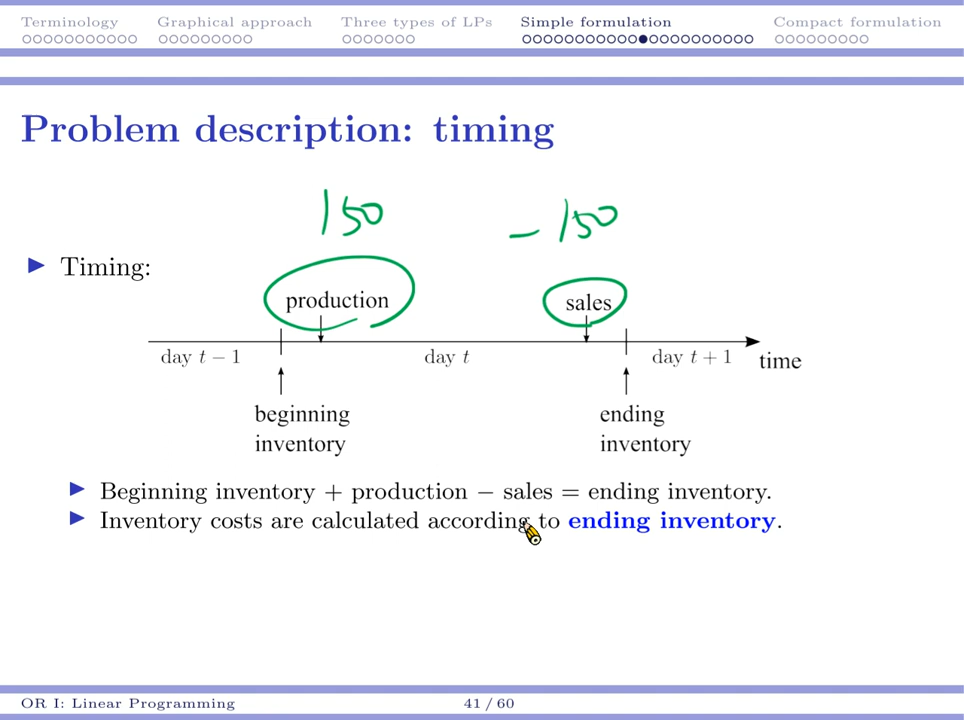 Terminology Graphical approach Three types of LPs Simple formulation Compact formulation
Problem description: timing
150 – 150
▶ Timing:
production sales
day t − 1 day t day t + 1 time
beginning ending
inventory inventory
▶ Beginning inventory + production − sales = ending inventory.
▶ Inventory costs are calculated according to ending inventory.
OR I: Linear Programming 41 / 60